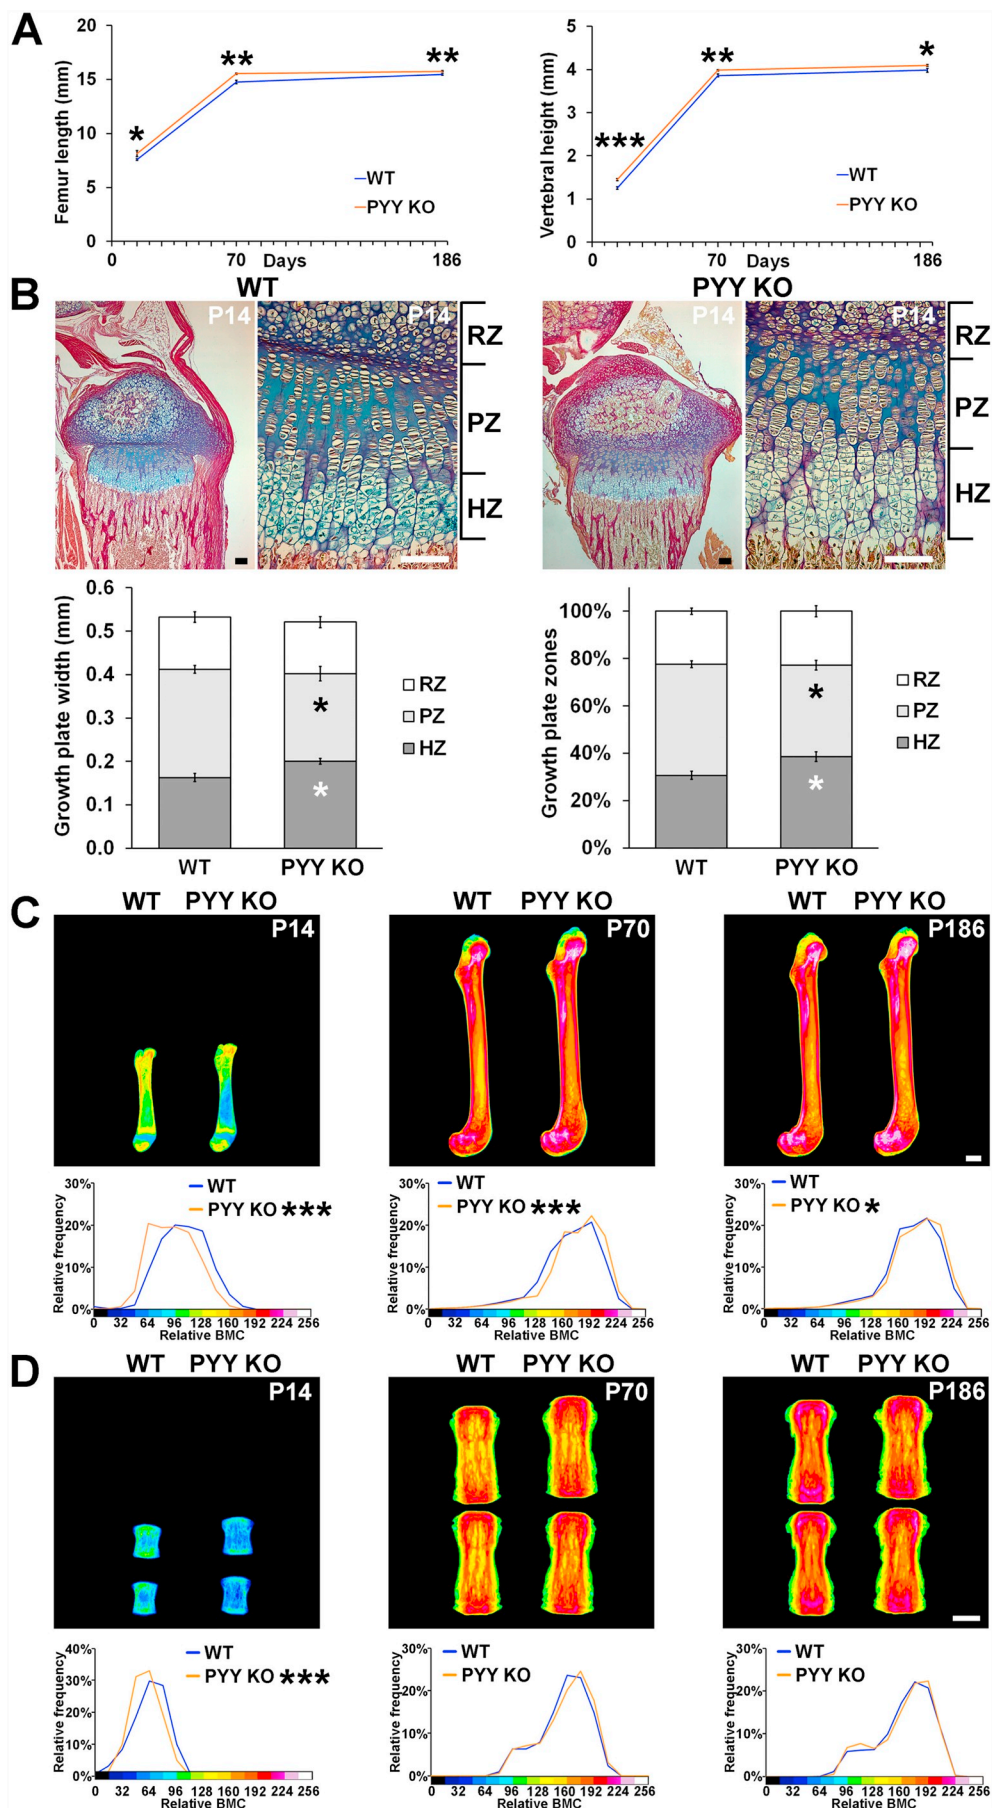 A
20
15
10
5
0
Femur length (mm)
*
**
**
WT
PYY KO
0 70 Days 186
5
4
3
2
1
0
Vertebral height (mm)
***
**
*
WT
PYY KO
0 70 Days 186
B
WT
PYY KO
P14
P14
RZ
PZ
HZ
P14
P14
RZ
PZ
HZ
0.6
0.5
0.4
0.3
0.2
0.1
0.0
Growth plate width (mm)
*
*
RZ
PZ
HZ
WT PYY KO
100%
80%
60%
40%
20%
0%
Growth plate zones
*
*
RZ
PZ
HZ
WT PYY KO
C
WT PYY KO
P14
WT PYY KO
P70
WT PYY KO
P186
30%
20%
10%
0%
Relative frequency
WT
PYY KO ***
0 32 64 96 128 160 192 224 256
Relative BMC
30%
20%
10%
0%
Relative frequency
WT
PYY KO ***
0 32 64 96 128 160 192 224 256
Relative BMC
30%
20%
10%
0%
Relative frequency
WT
PYY KO *
0 32 64 96 128 160 192 224 256
Relative BMC
D
WT PYY KO
P14
WT PYY KO
P70
WT PYY KO
P186
40%
30%
20%
10%
0%
Relative frequency
WT
PYY KO ***
0 32 64 96 128 160 192 224 256
Relative BMC
30%
20%
10%
0%
Relative frequency
WT
PYY KO
0 32 64 96 128 160 192 224 256
Relative BMC
30%
20%
10%
0%
Relative frequency
WT
PYY KO
0 32 64 96 128 160 192 224 256
Relative BMC